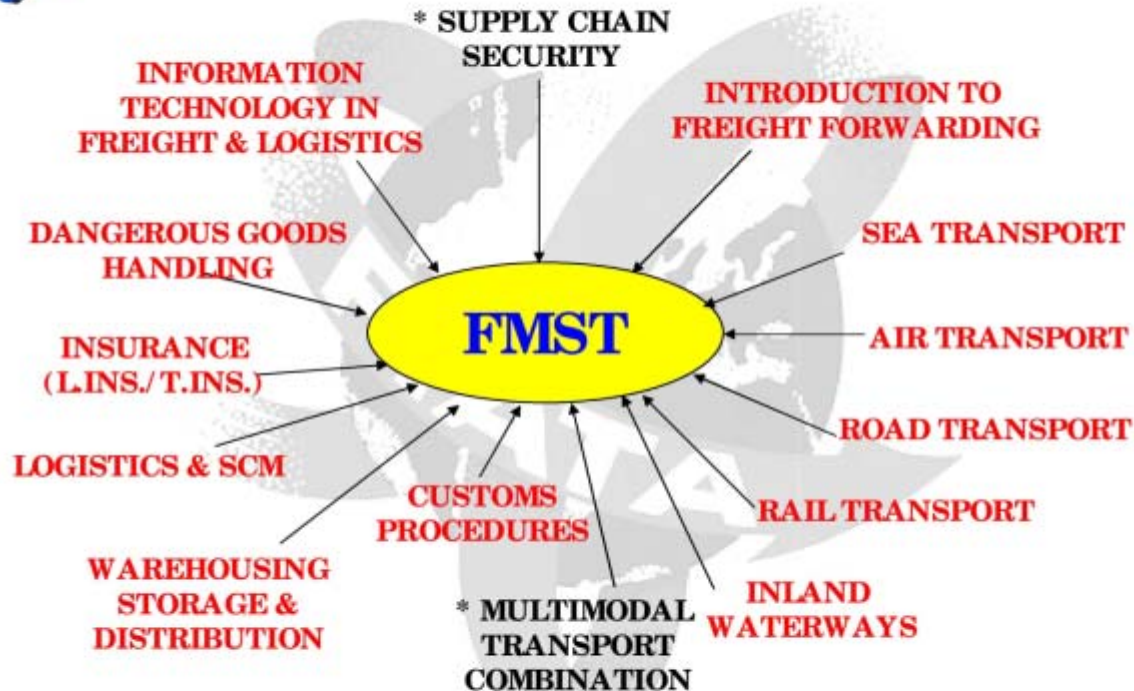 * SUPPLY CHAIN
SECURITY
INFORMATION
TECHNOLOGY IN
FREIGHT & LOGISTICS
INTRODUCTION TO
FREIGHT FORWARDING
DANGEROUS GOODS
HANDLING
SEA TRANSPORT
FMST
AIR TRANSPORT
INSURANCE
(L.INS./T.INS.)
ROAD TRANSPORT
LOGISTICS & SCM
CUSTOMS
PROCEDURES
RAIL TRANSPORT
WAREHOUSING
STORAGE &
DISTRIBUTION
* MULTIMODAL
TRANSPORT
COMBINATION
INLAND
WATERWAYS